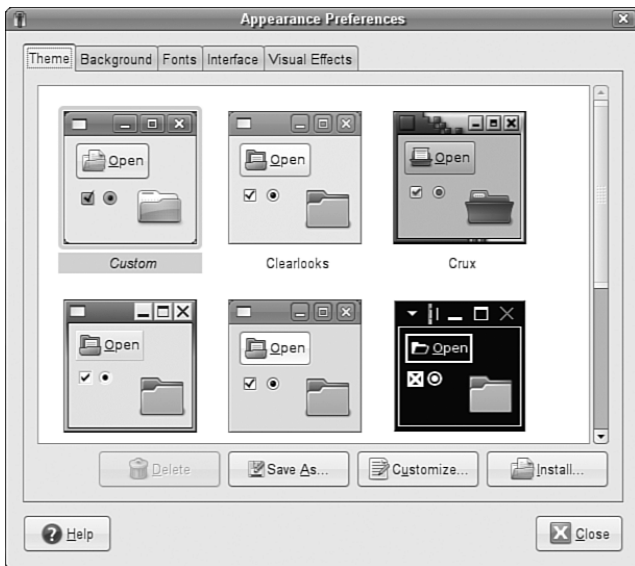 Appearance Preferences
Theme Background Fonts Interface Visual Effects
Open Open Open
Custom Clearlooks Crux
Open Open Open
Delete Save As... Customize... Install...
Help Close